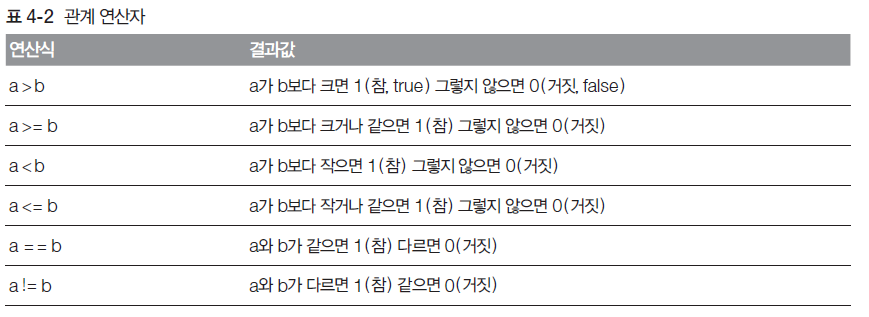 표 4-2 관계 연산자
연산식 결과값
a > b a가 b보다 크면 1(참, true) 그렇지 않으면 0(거짓, false)
a >= b a가 b보다 크거나 같으면 1(참) 그렇지 않으면 0(거짓)
a < b a가 b보다 작으면 1(참) 그렇지 않으면 0(거짓)
a <= b a가 b보다 작거나 같으면 1(참) 그렇지 않으면 0(거짓)
a == b a와 b가 같으면 1(참) 다르면 0(거짓)
a != b a와 b가 다르면 1(참) 같으면 0(거짓)